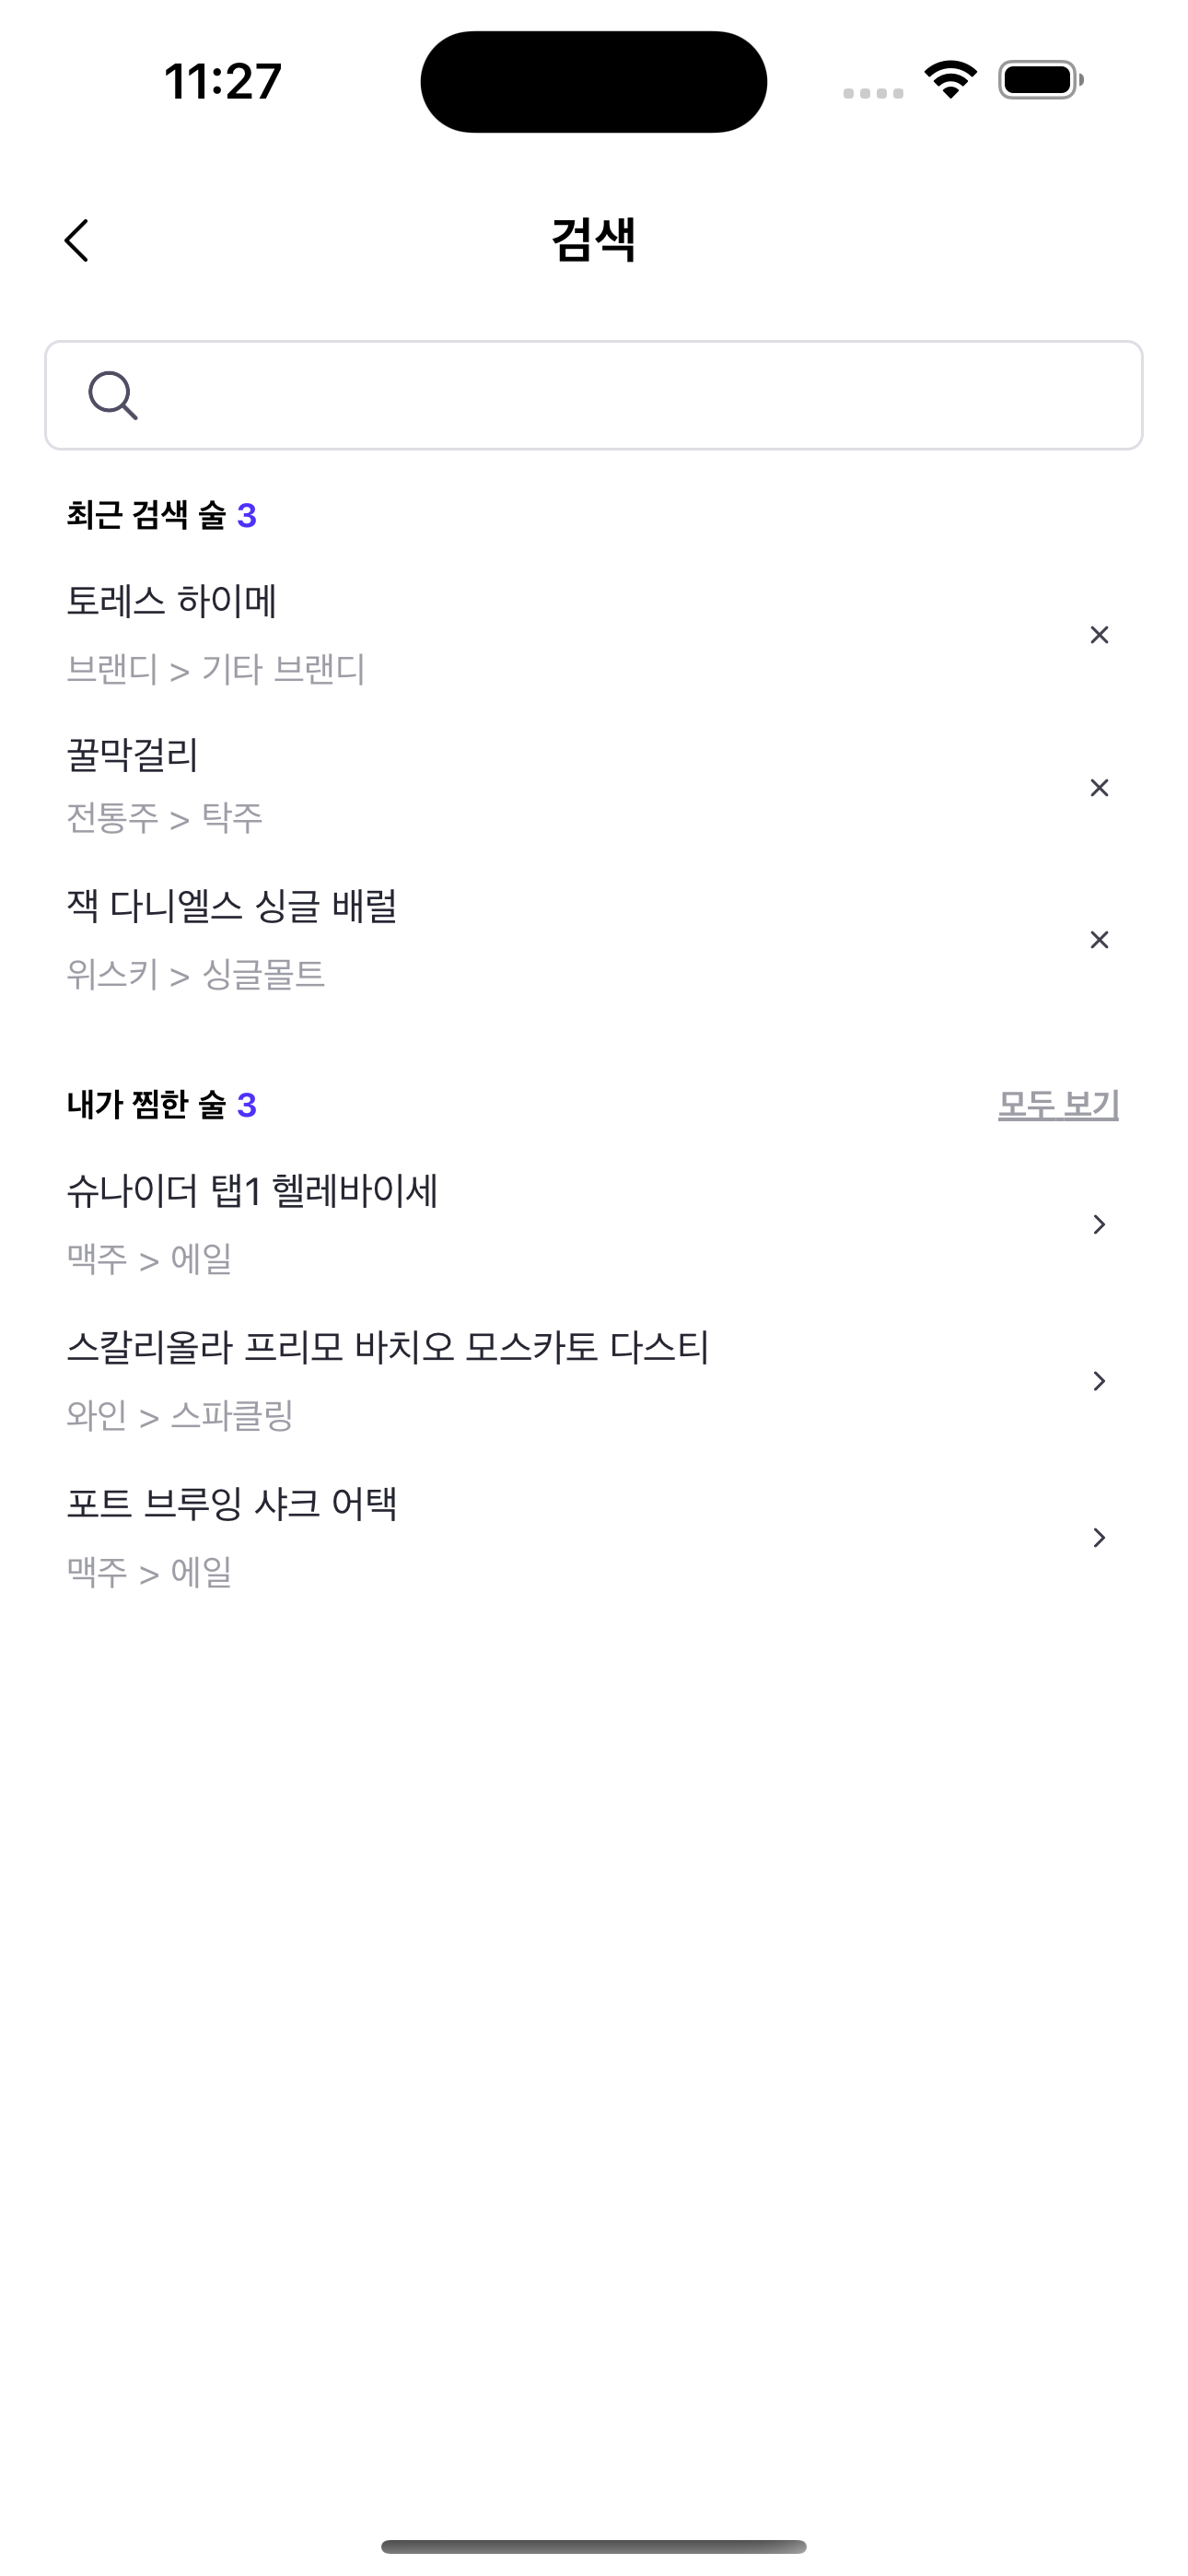 11:27
검색
최근 검색 술 3
토레스 하이메
브랜디 > 기타 브랜디
꿀막걸리
전통주 > 탁주
잭 다니엘스 싱글 배럴
위스키 > 싱글몰트
내가 찜한 술 3 모두 보기
슈나이더 탭1 헬레바이세
맥주 > 에일
스칼리올라 프리모 바치오 모스카토 다스티
와인 > 스파클링
포트 브루잉 샤크 어택
맥주 > 에일